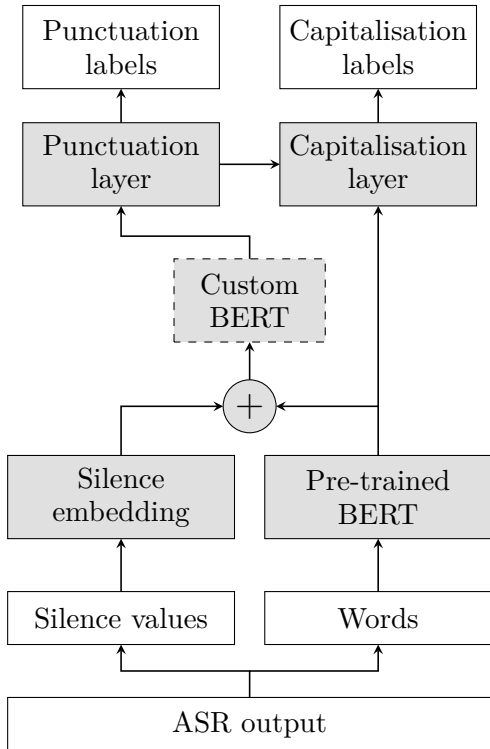 Punctuation
labels
Capitalisation
labels
Punctuation
layer
Capitalisation
layer
Custom
BERT
+
Silence
embedding
Pre-trained
BERT
Silence values
Words
ASR output